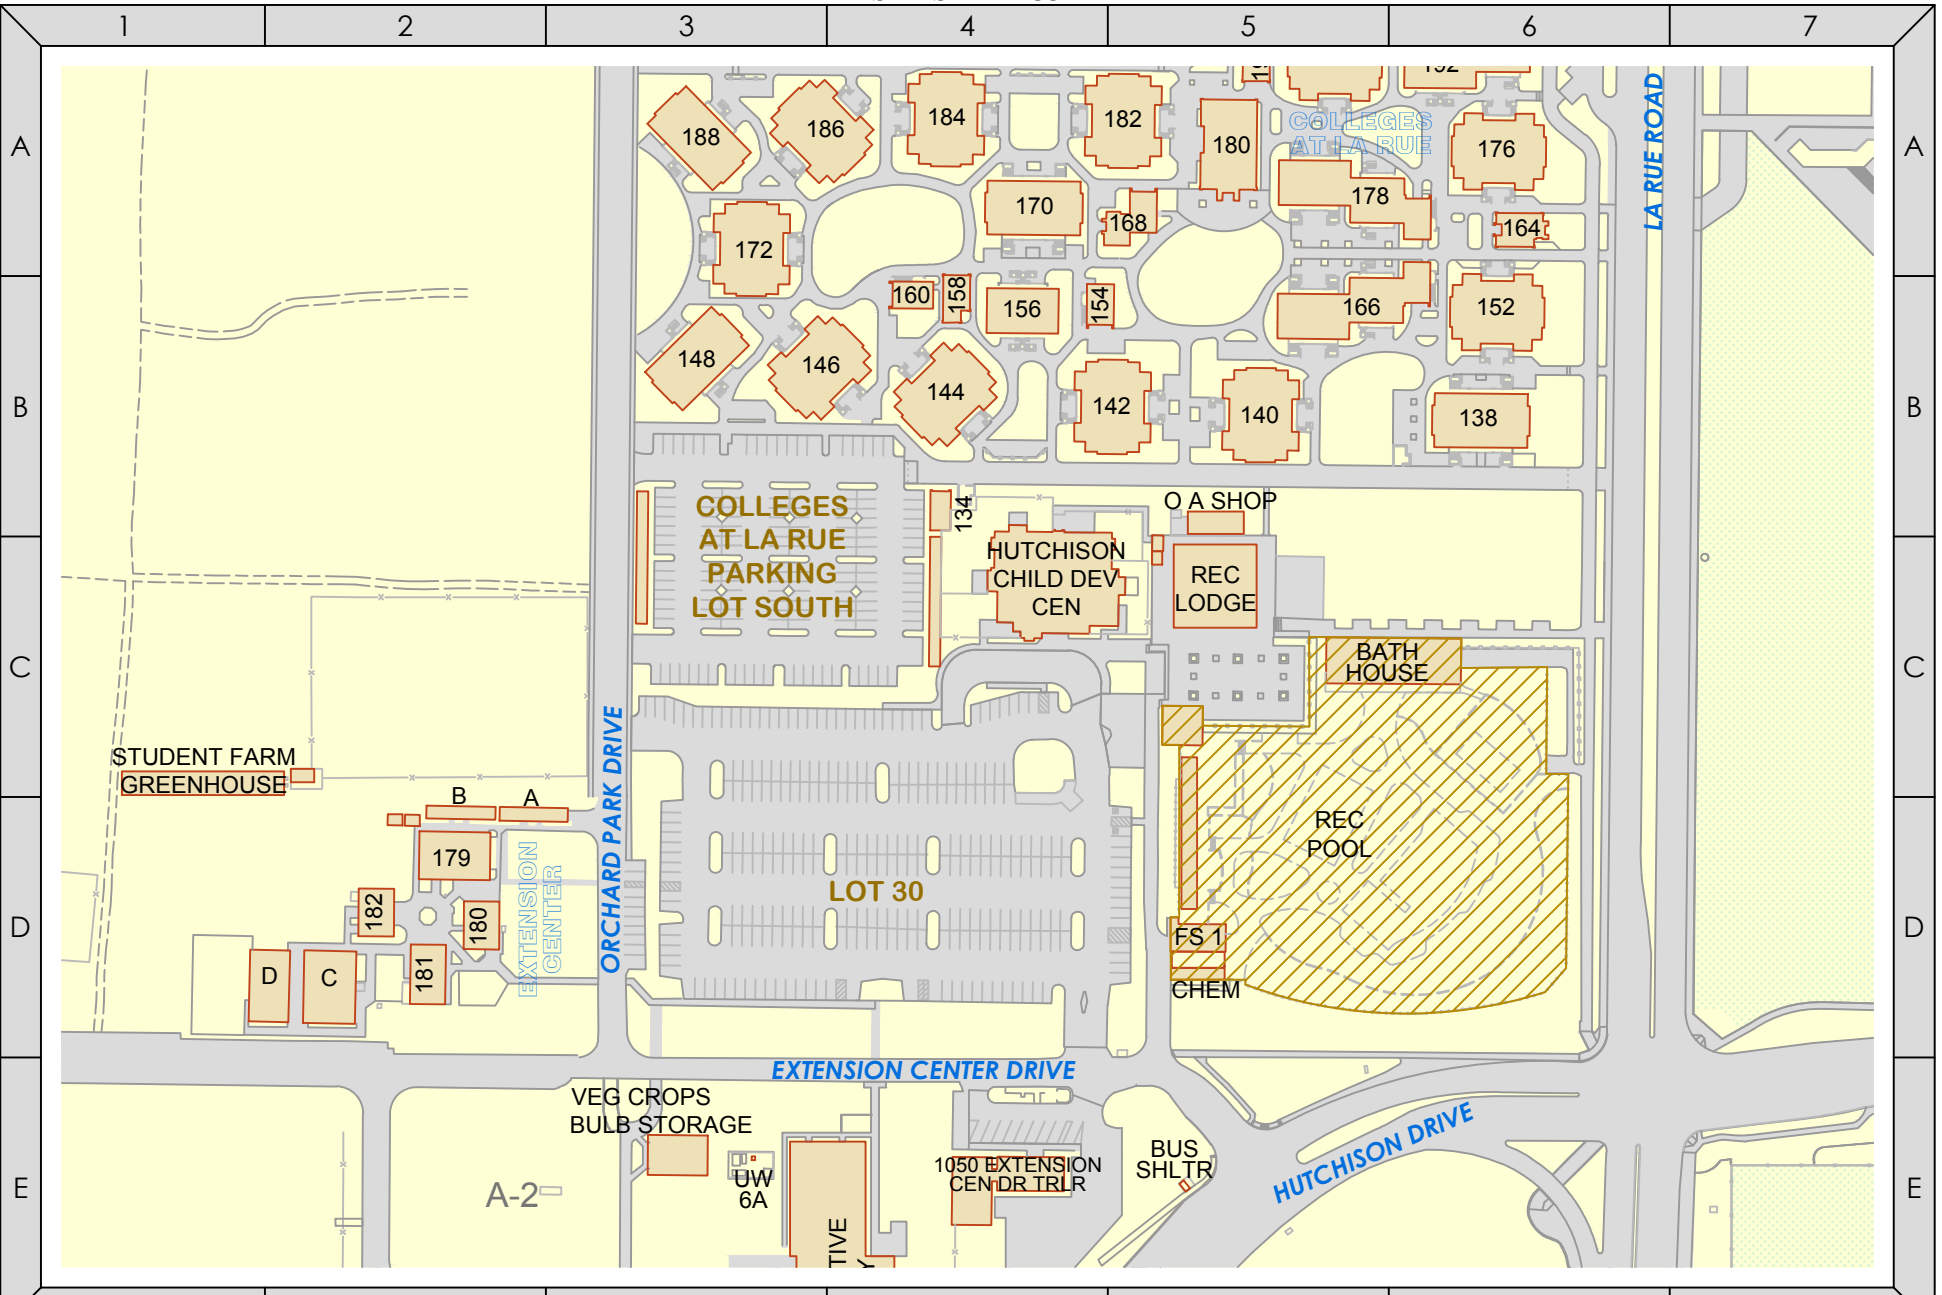 1 2 3 4 5 6 7
A
A
184
182
188
186
180
COLLEGES
AT LA RUE
176
LA RUE ROAD
170
178
168
172
164
160
158
156
154
166
152
148
146
144
142
140
138
B
B
COLLEGES
AT LA RUE
PARKING
LOT SOUTH
134
O A SHOP
HUTCHISON
CHILD DEV
CEN
REC
LODGE
C
C
BATH
HOUSE
STUDENT FARM
GREENHOUSE
ORCHARD PARK DRIVE
B
A
179
EXTENSION
CENTER
182
180
181
D
C
D
D
LOT 30
REC
POOL
FS 1
CHEM
EXTENSION CENTER DRIVE
VEG CROPS
BULB STORAGE
HUTCHISON DRIVE
BUS
SHLTR
1050 EXTENSION
CEN DR TRLR
UW
6A
A-2
E
E